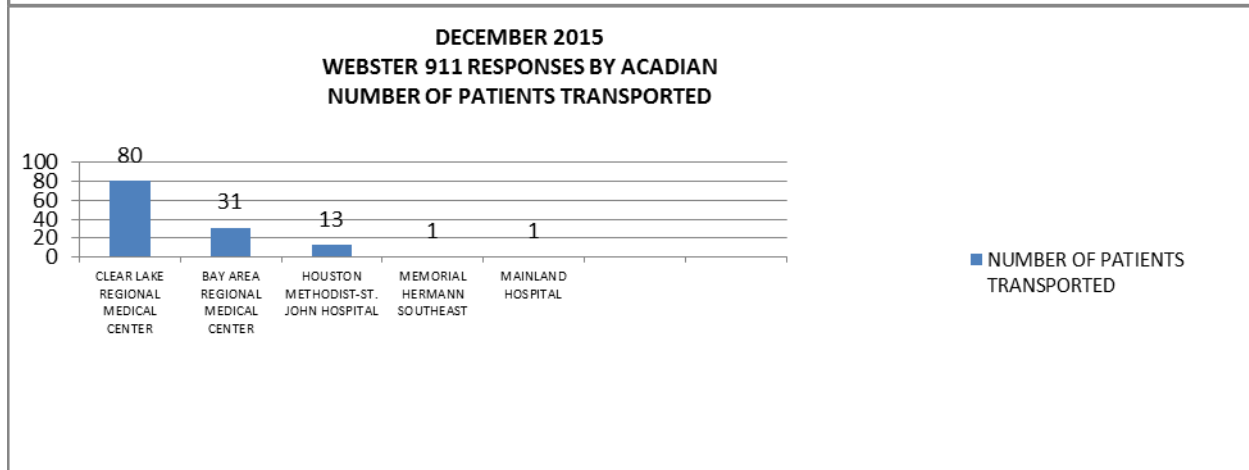 DECEMBER 2015
WEBSTER 911 RESPONSES BY ACADIAN
NUMBER OF PATIENTS TRANSPORTED
100
80
60
40
20
0
80
31
13
1
1
CLEAR LAKE
REGIONAL
MEDICAL
CENTER
BAY AREA
REGIONAL
MEDICAL
CENTER
HOUSTON
METHODIST-ST.
JOHN HOSPITAL
MEMORIAL
HERMANN
SOUTHEAST
MAINLAND
HOSPITAL
NUMBER OF PATIENTS
TRANSPORTED